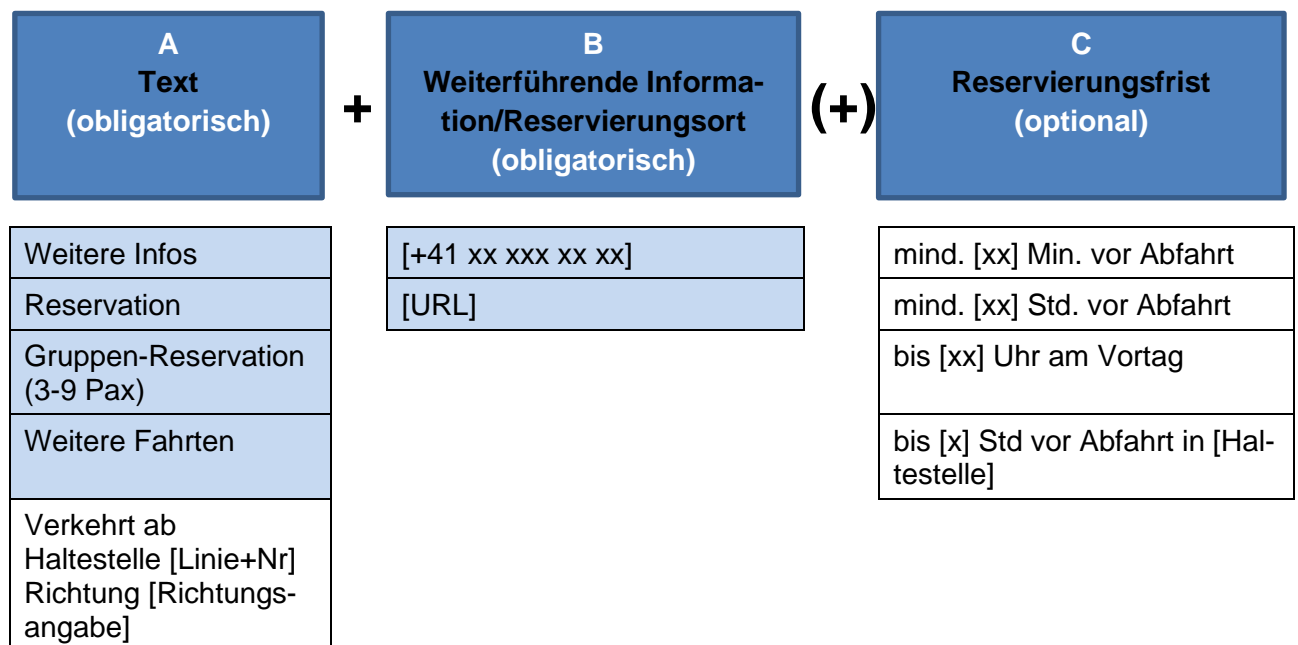 A
Text
(obligatorisch)
+
B
Weiterführende Informa-
tion/Reservierungsort
(obligatorisch)
(+)
C
Reservierungsfrist
(optional)
Weitere Infos
Reservation
Gruppen-Reservation
(3-9 Pax)
Weitere Fahrten
Verkehrt ab
Haltestelle [Linie+Nr]
Richtung [Richtungs-
angabe]
[+41 xx xxx xx xx]
[URL]
mind. [xx] Min. vor Abfahrt
mind. [xx] Std. vor Abfahrt
bis [xx] Uhr am Vortag
bis [x] Std vor Abfahrt in [Hal-
testelle]